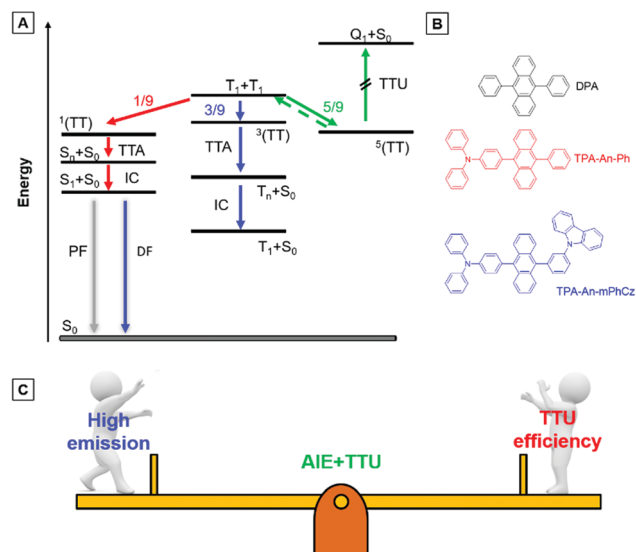 A
Energy
Q₁+S₀
T₁+T₁
TTU
1/9
3/9
5/9
¹(TT)
³(TT)
⁵(TT)
Sₙ+S₀
TTA
TTA
S₁+S₀
IC
Tₙ+S₀
IC
T₁+S₀
PF
DF
S₀
B
DPA
N
TPA-An-Ph
N
N
TPA-An-mPhCz
C
High
emission
AIE+TTU
TTU
efficiency